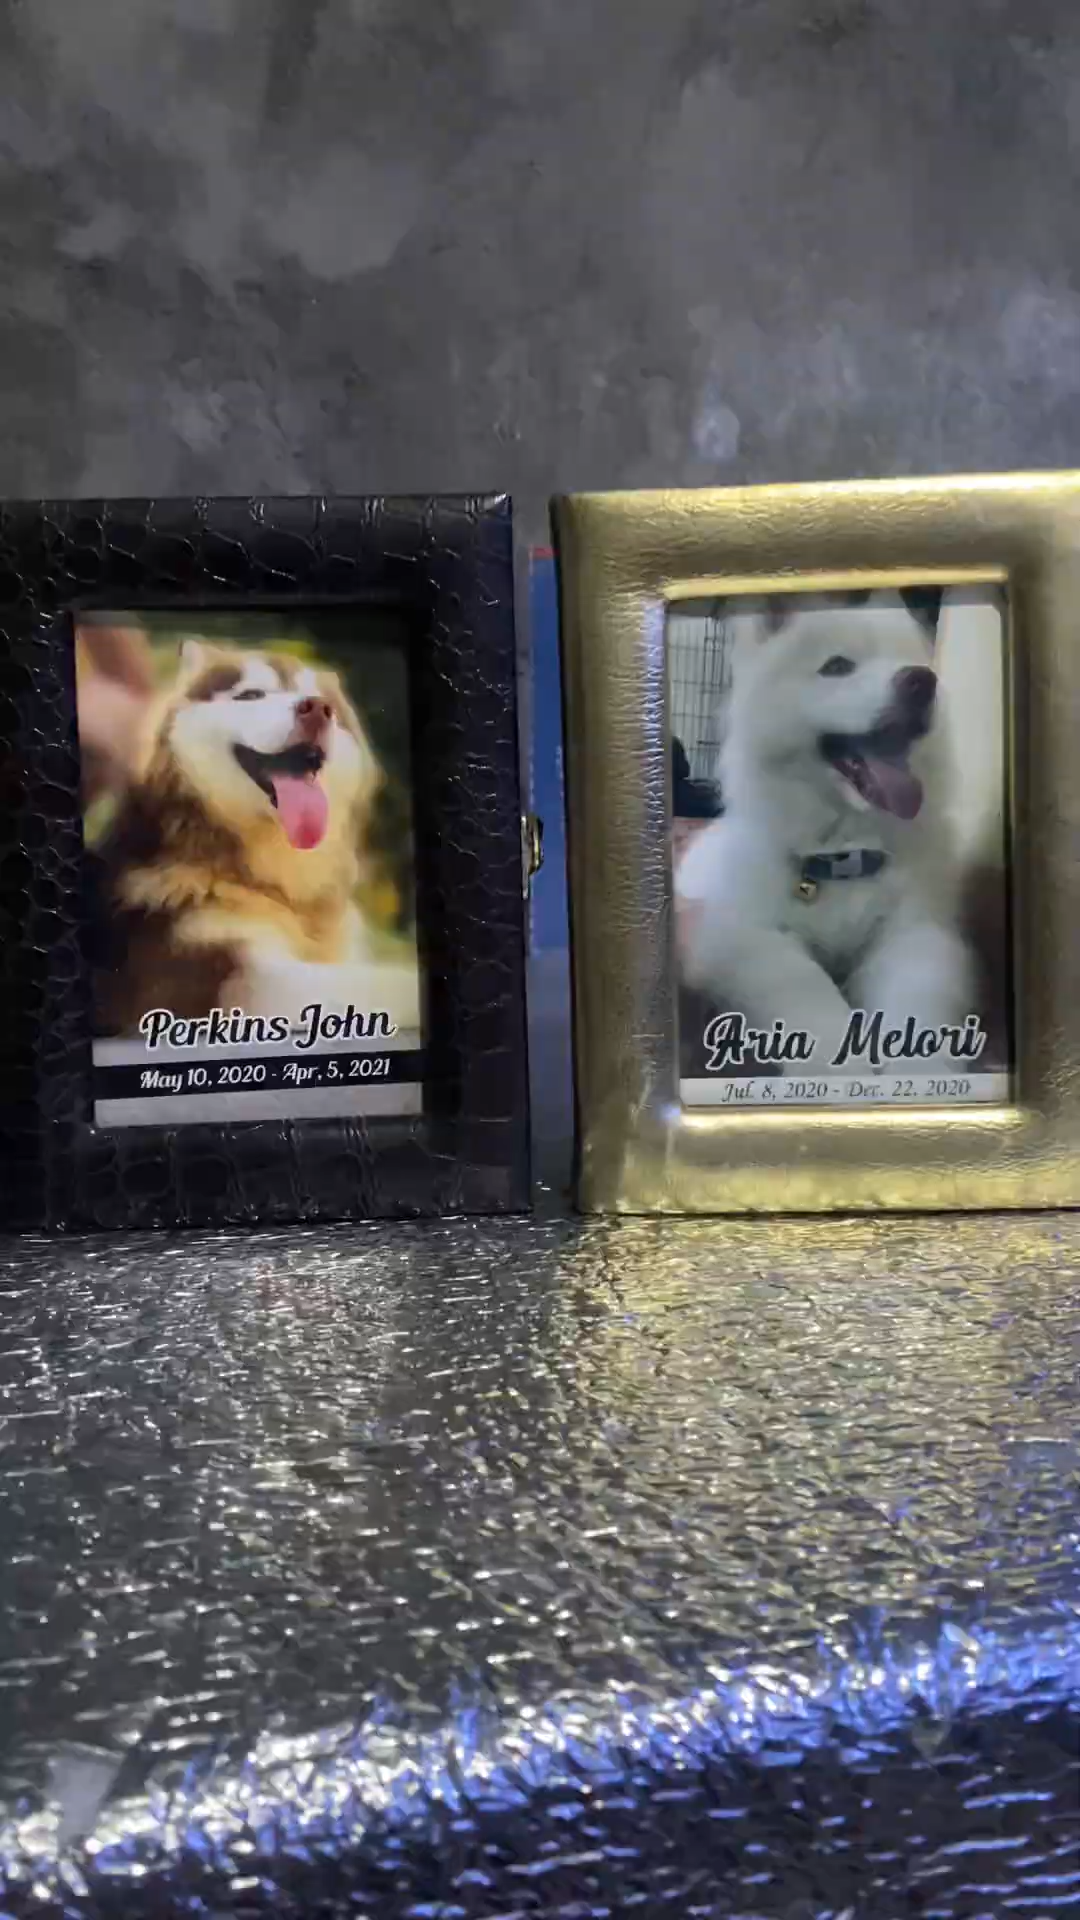 Perkins John
May 10, 2020 - Apr. 5, 2021
Aria Melori
Jul. 8, 2020 - Dec. 22, 2020